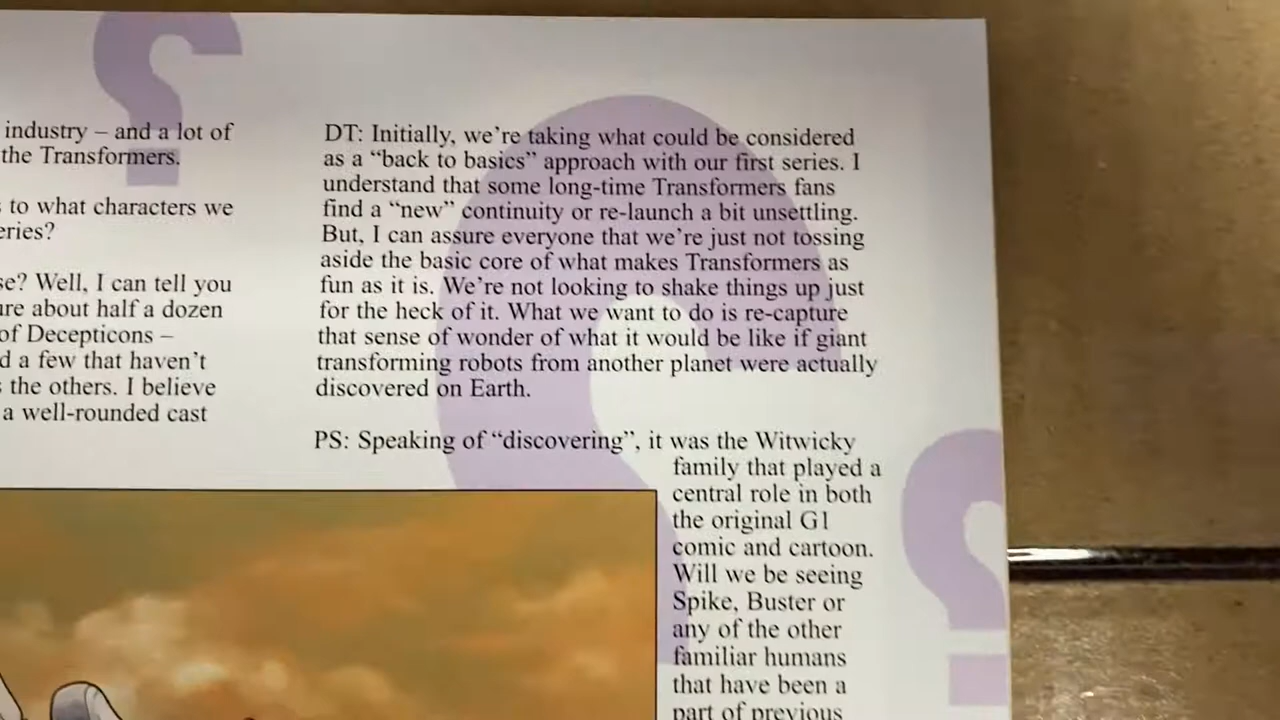 industry – and a lot of
the Transformers.
to what characters we
eries?
se? Well, I can tell you
are about half a dozen
of Decepticons –
d a few that haven't
the others. I believe
a well-rounded cast
DT: Initially, we're taking what could be considered
as a “back to basics” approach with our first series. I
understand that some long-time Transformers fans
find a “new” continuity or re-launch a bit unsettling.
But, I can assure everyone that we're just not tossing
aside the basic core of what makes Transformers as
fun as it is. We're not looking to shake things up just
for the heck of it. What we want to do is re-capture
that sense of wonder of what it would be like if giant
transforming robots from another planet were actually
discovered on Earth.
PS: Speaking of “discovering”, it was the Witwicky
family that played a
central role in both
the original G1
comic and cartoon.
Will we be seeing
Spike, Buster or
any of the other
familiar humans
that have been a
part of previous